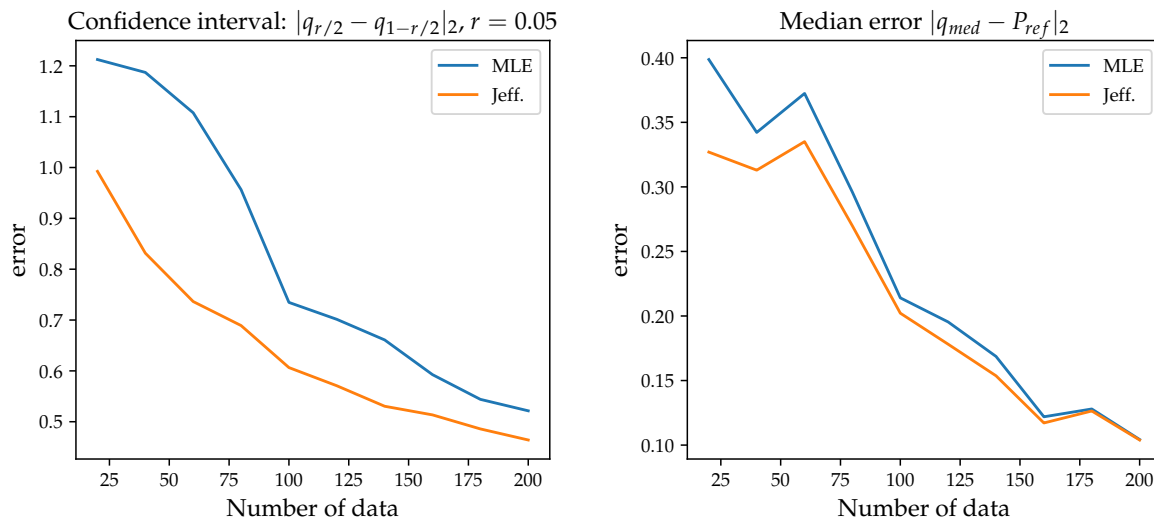 Confidence interval: |q_{r/2} − q_{1−r/2}|_2, r = 0.05
error
1.2
1.1
1.0
0.9
0.8
0.7
0.6
0.5
MLE
Jeff.
25 50 75 100 125 150 175 200
Number of data
Median error |q_{med} − P_{ref}|_2
error
0.40
0.35
0.30
0.25
0.20
0.15
0.10
MLE
Jeff.
25 50 75 100 125 150 175 200
Number of data